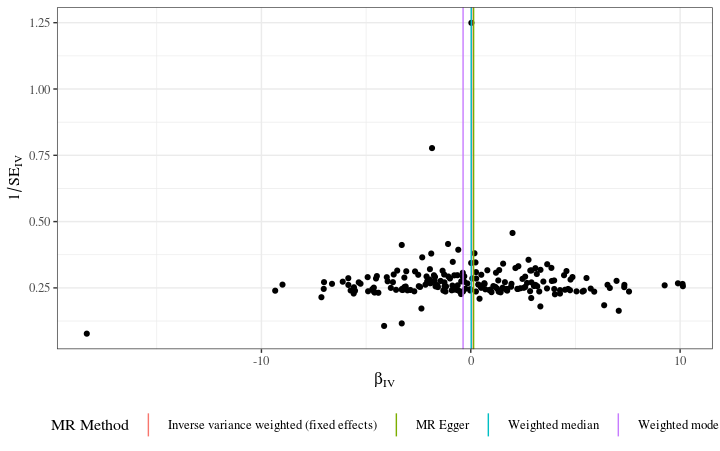 1.25
1.00
0.75
0.50
0.25
1/SE_IV
-10
0
10
β_IV
MR Method
Inverse variance weighted (fixed effects)
MR Egger
Weighted median
Weighted mode